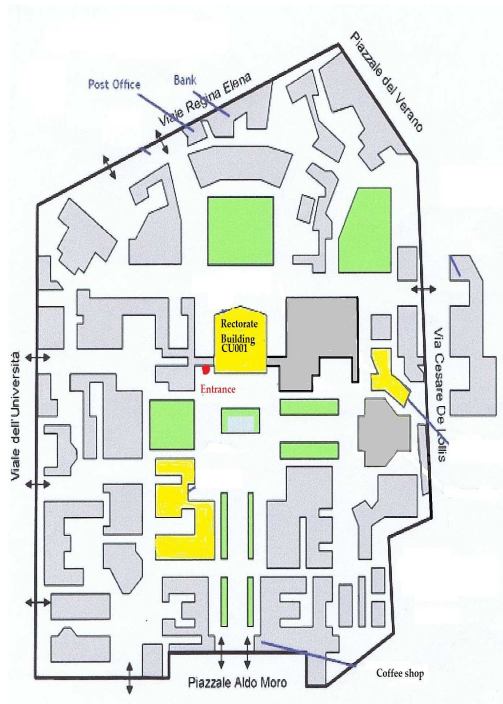 Piazzale del Verano
Bank
Post Office
Viale Regina Elena
Rectorate
Building
CU001
Entrance
Via Cesare De Lollis
Viale dell'Università
Coffee shop
Piazzale Aldo Moro